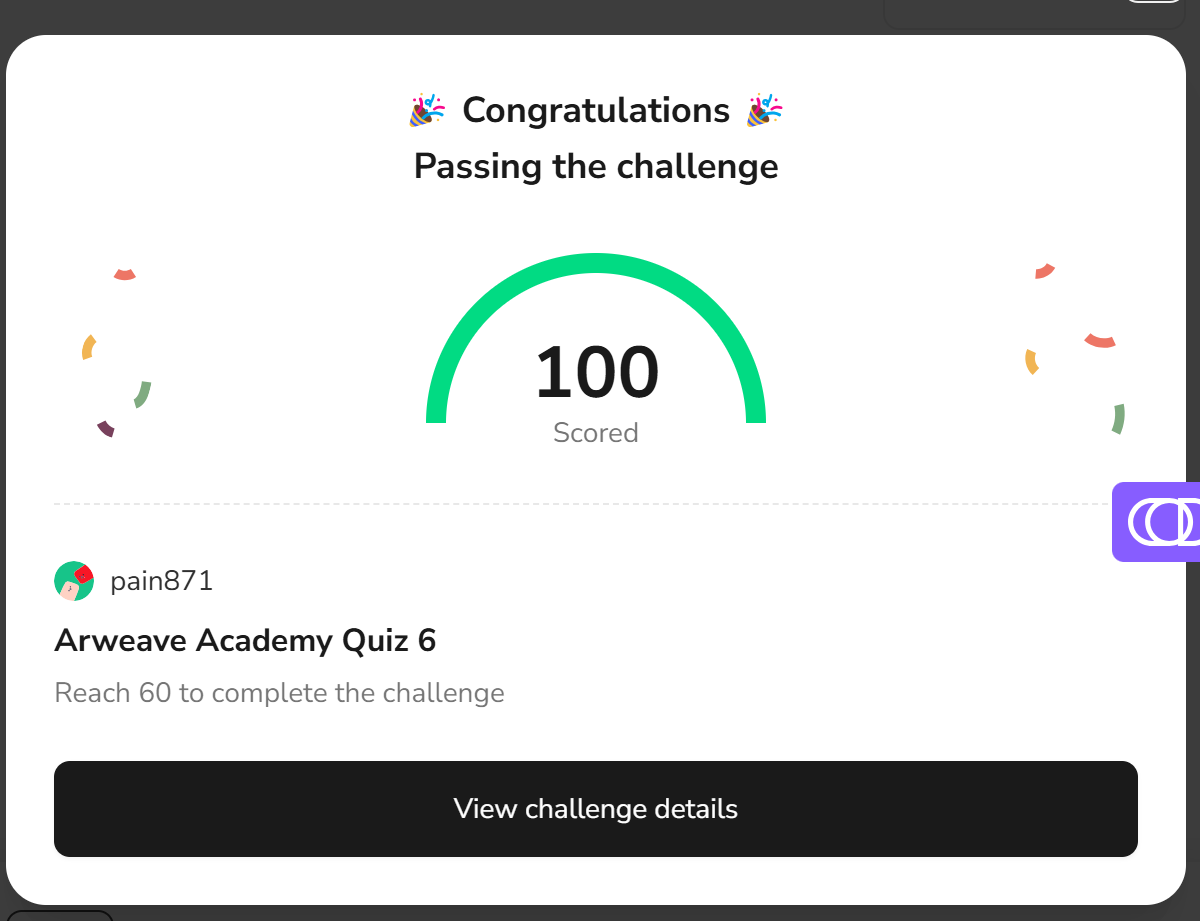 🎉 Congratulations 🎉
Passing the challenge
100
Scored
pain871
Arweave Academy Quiz 6
Reach 60 to complete the challenge
View challenge details